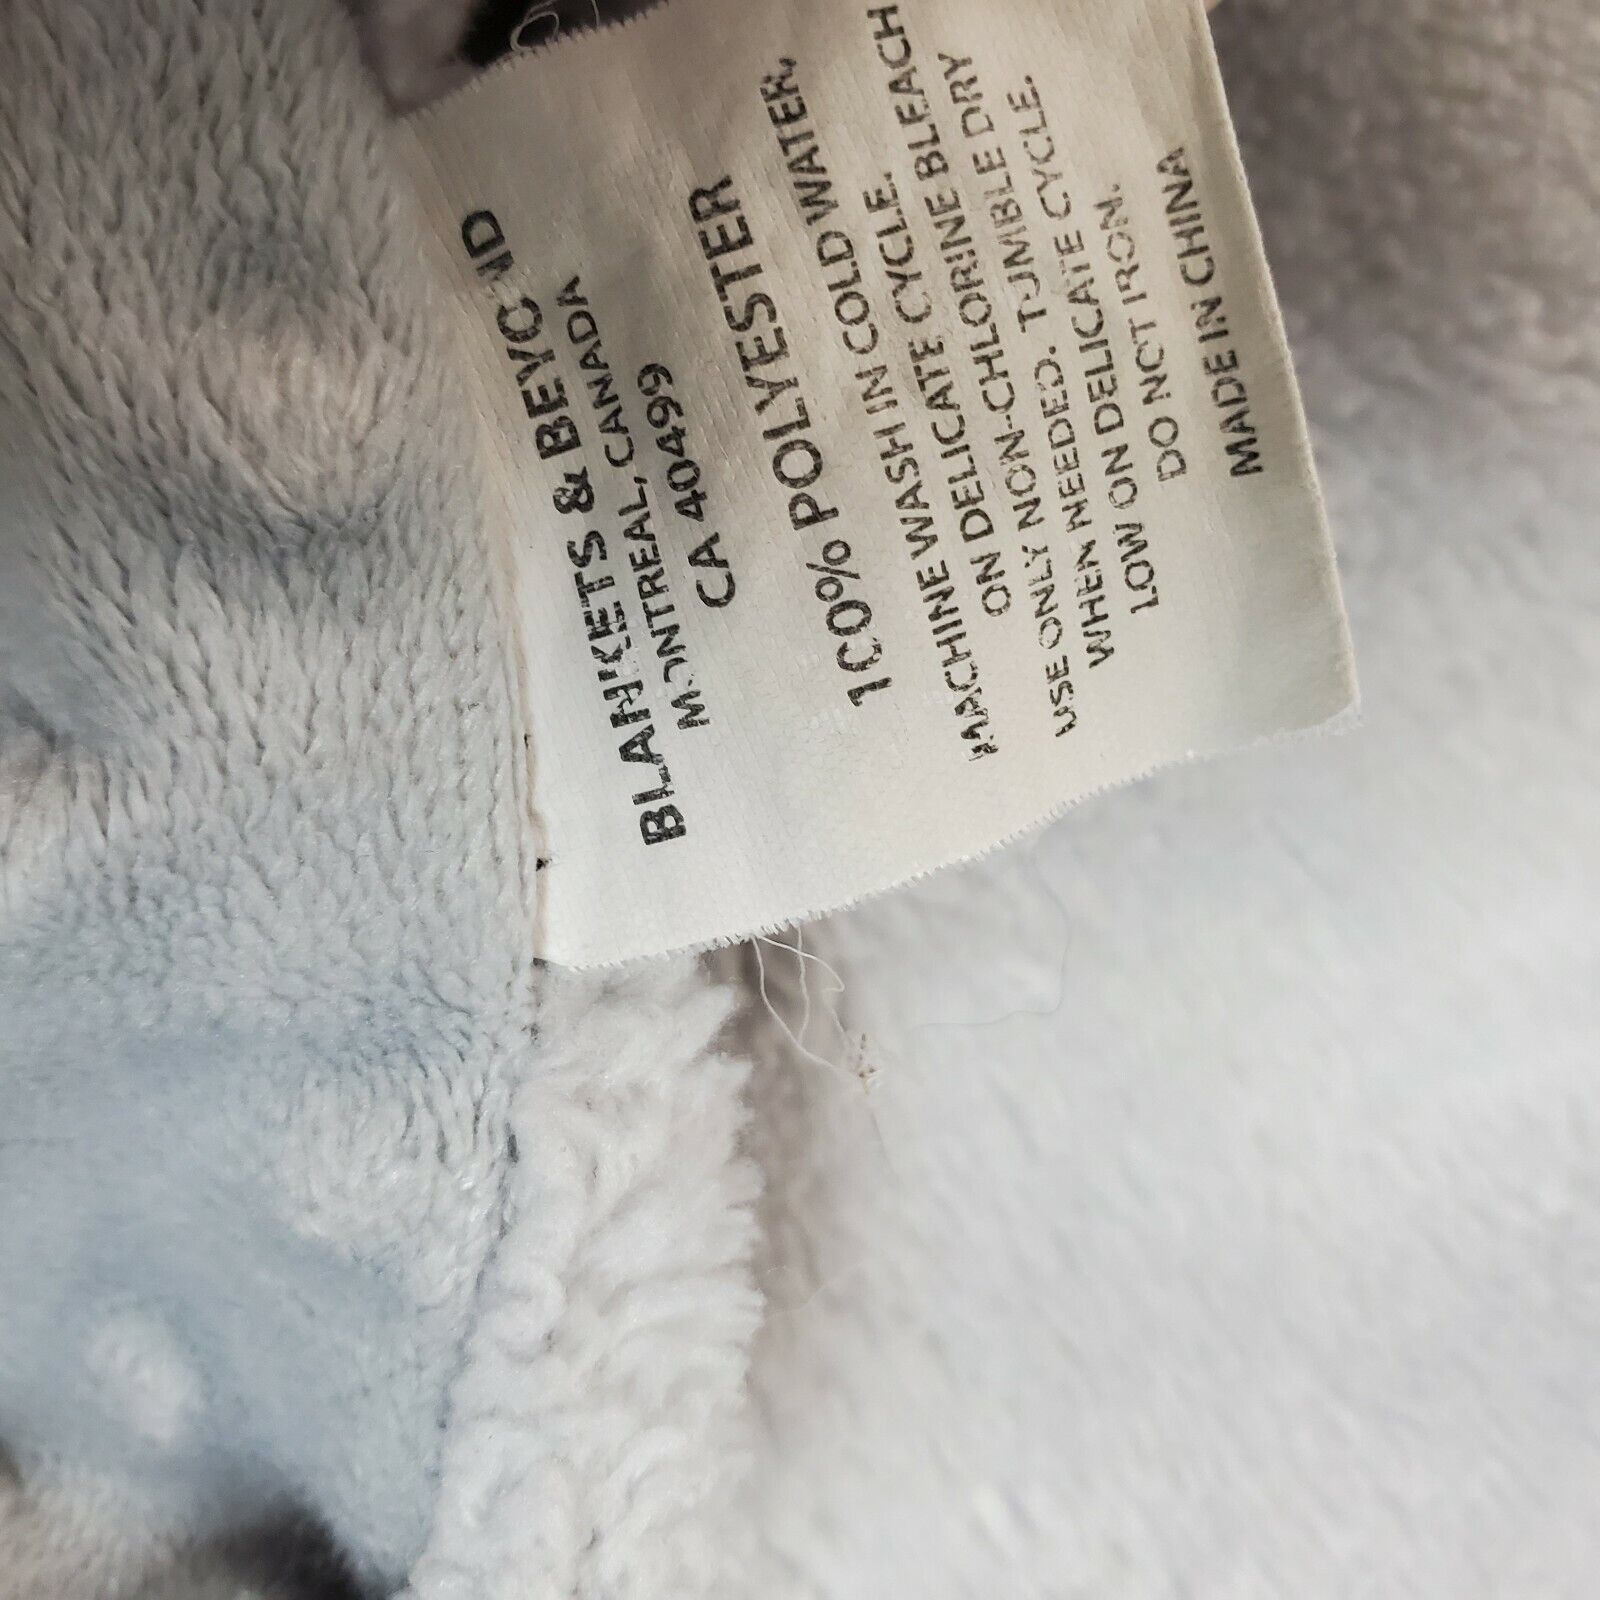 BLANKETS & BEYOND
MONTREAL, CANADA
CA 40499
100% POLYESTER
MACHINE WASH IN COLD WATER,
ON DELICATE CYCLE.
USE ONLY NON-CHLORINE BLEACH
WHEN NEEDED. TUMBLE DRY
LOW ON DELICATE CYCLE.
DO NOT IRON.
MADE IN CHINA